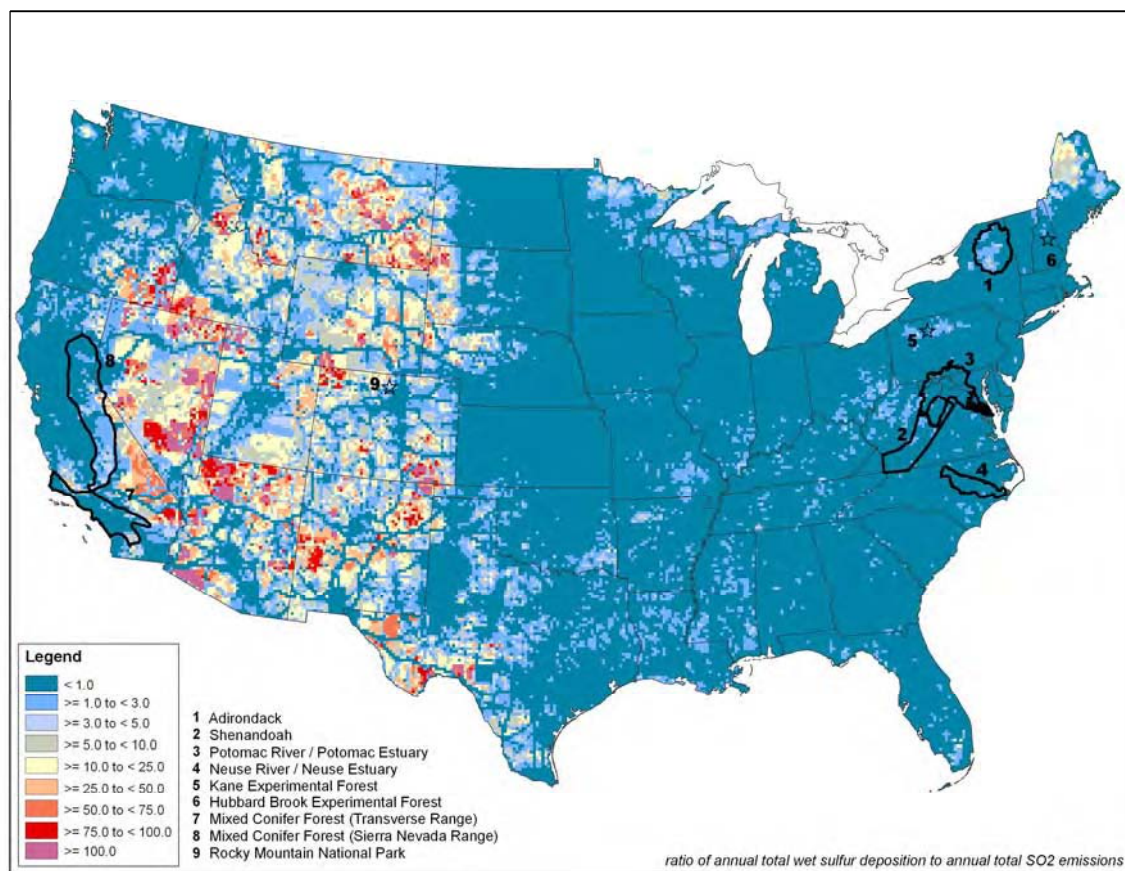 8
9
7
1
6
5
3
2
4
Legend
< 1.0
>= 1.0 to < 3.0
>= 3.0 to < 5.0
>= 5.0 to < 10.0
>= 10.0 to < 25.0
>= 25.0 to < 50.0
>= 50.0 to < 75.0
>= 75.0 to < 100.0
>= 100.0
1 Adirondack
2 Shenandoah
3 Potomac River / Potomac Estuary
4 Neuse River / Neuse Estuary
5 Kane Experimental Forest
6 Hubbard Brook Experimental Forest
7 Mixed Conifer Forest (Transverse Range)
8 Mixed Conifer Forest (Sierra Nevada Range)
9 Rocky Mountain National Park
ratio of annual total wet sulfur deposition to annual total SO2 emissions